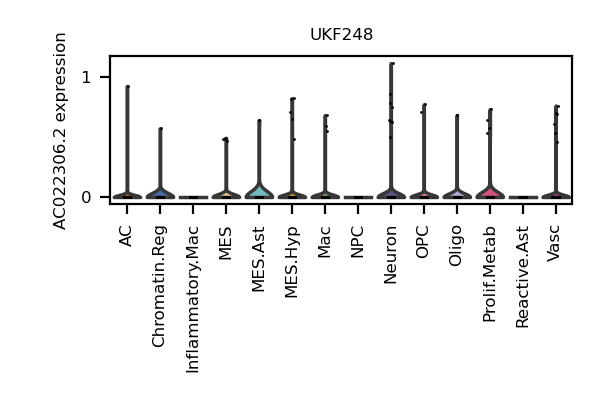 UKF248
AC022306.2 expression
1
0
AC
Chromatin.Reg
Inflammatory.Mac
MES
MES.Ast
MES.Hyp
Mac
NPC
Neuron
OPC
Oligo
Prolif.Metab
Reactive.Ast
Vasc